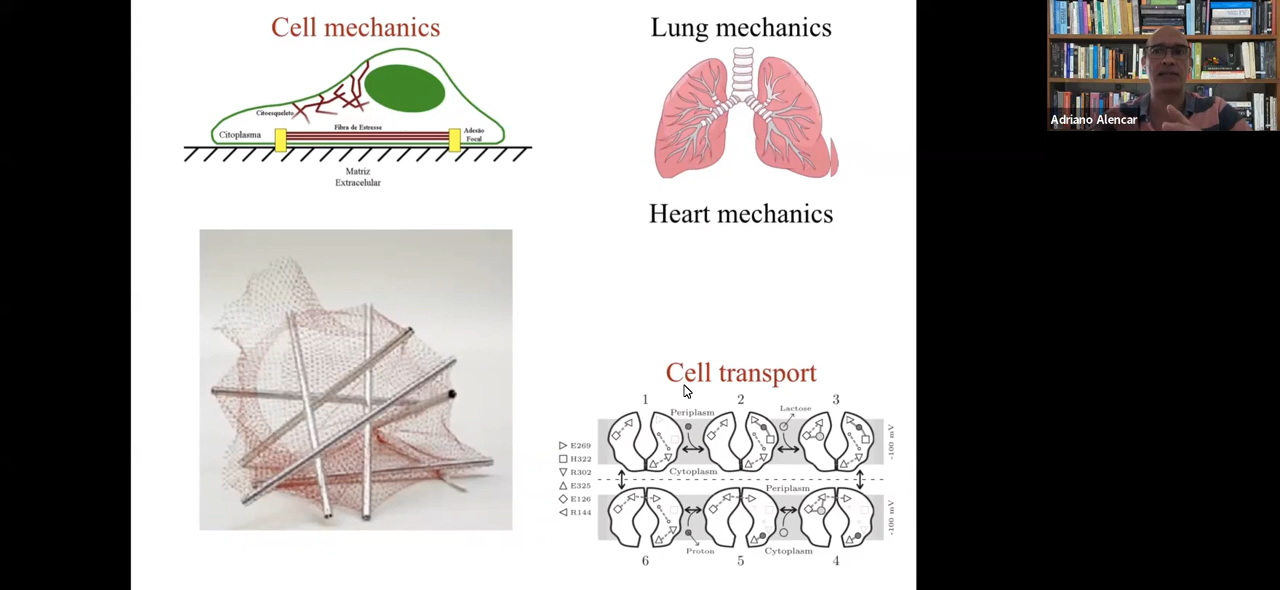 Cell mechanics
Citoesqueleto
Citoplasma
Fibra de Estresse
Adesão
Focal
Matriz
Extracelular
Lung mechanics
Heart mechanics
Cell transport
1
2
3
Periplasm
Lactose
E269
H322
R302
E325
E126
R144
Cytoplasm
-100 mV
Periplasm
-100 mV
Proton
Cytoplasm
6
5
4
Adriano Alencar